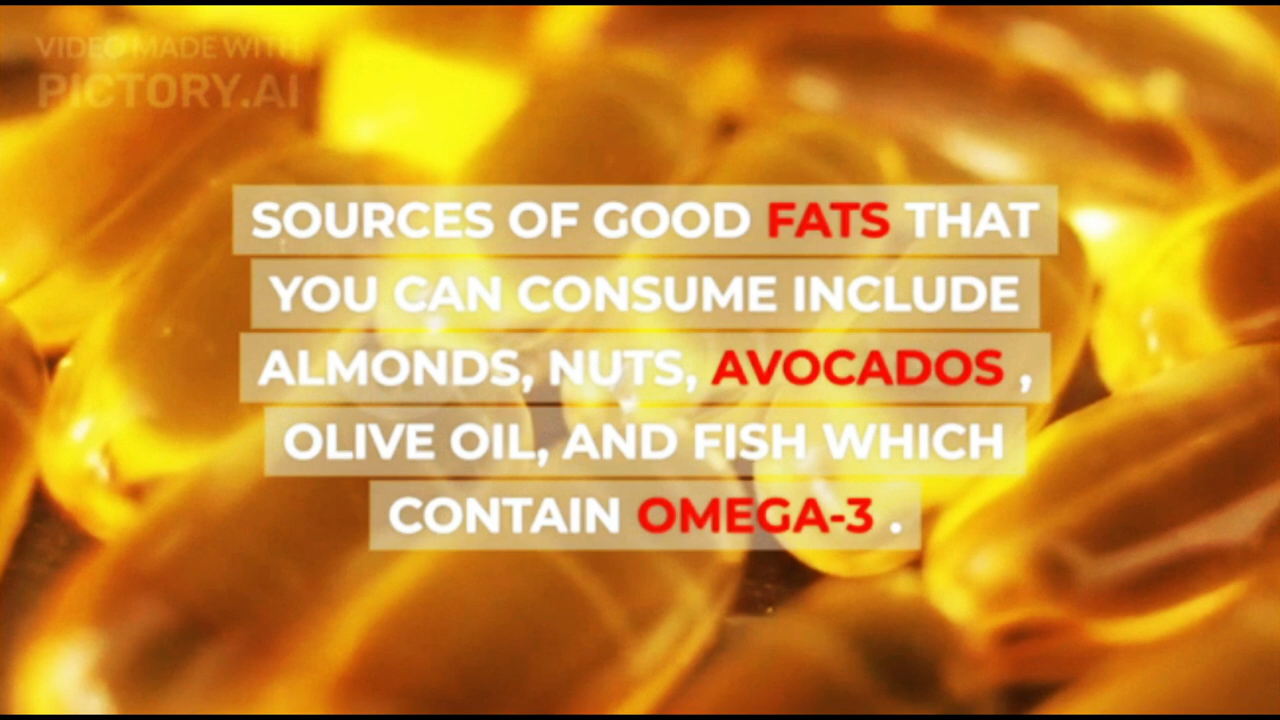 VIDEO MADE WITH
PICTORY.AI
SOURCES OF GOOD FATS THAT
YOU CAN CONSUME INCLUDE
ALMONDS, NUTS, AVOCADOS ,
OLIVE OIL, AND FISH WHICH
CONTAIN OMEGA-3 .